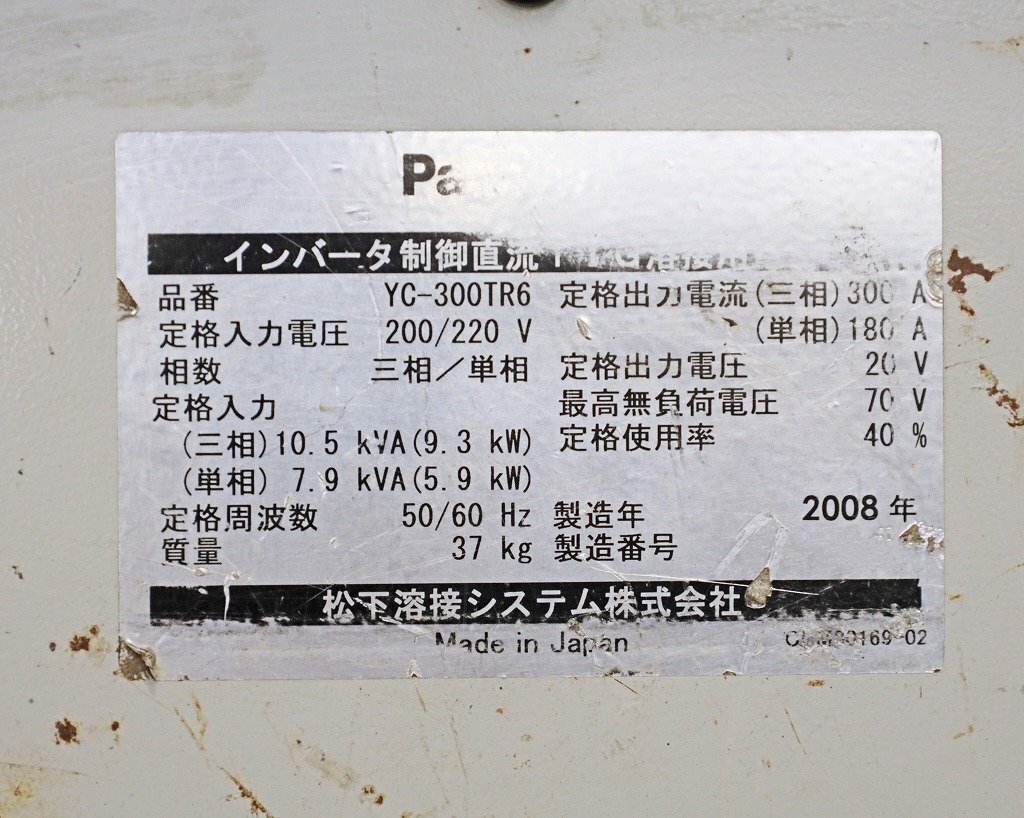 Pa
インバータ制御直流
品番 YC-300TR6
定格入力電圧 200/220 V
相数 三相／単相
定格入力
(三相)10.5 kVA(9.3 kW)
(単相) 7.9 kVA(5.9 kW)
定格周波数 50/60 Hz
質量 37 kg
定格出力電流(三相)300 A
(単相)180 A
定格出力電圧 20 V
最高無負荷電圧 70 V
定格使用率 40 %
製造年 2008 年
製造番号
松下溶接システム株式会社
Made in Japan